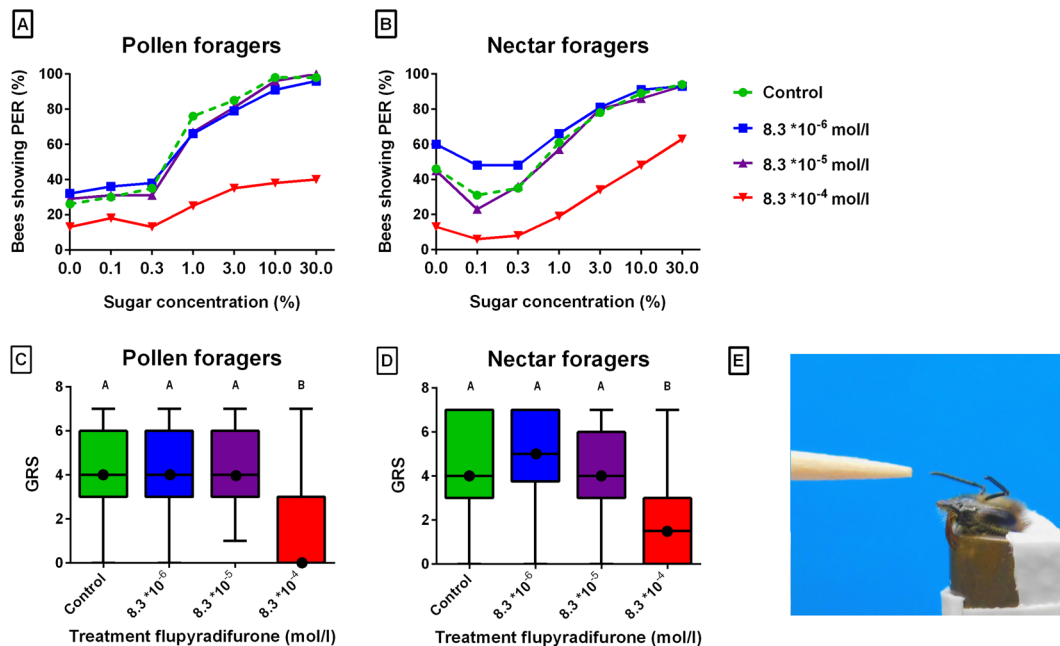 A
Pollen foragers
Bees showing PER (%)
100
80
60
40
20
0
0.0 0.1 0.3 1.0 3.0 10.0 30.0
Sugar concentration (%)
B
Nectar foragers
Bees showing PER (%)
100
80
60
40
20
0
0.0 0.1 0.3 1.0 3.0 10.0 30.0
Sugar concentration (%)
Control
8.3 *10⁻⁶ mol/l
8.3 *10⁻⁵ mol/l
8.3 *10⁻⁴ mol/l
C
Pollen foragers
A A A B
GRS
8
6
4
2
0
Control 8.3 *10⁻⁶ 8.3 *10⁻⁵ 8.3 *10⁻⁴
Treatment flupyradifurone (mol/l)
D
Nectar foragers
A A A B
GRS
8
6
4
2
0
Control 8.3 *10⁻⁶ 8.3 *10⁻⁵ 8.3 *10⁻⁴
Treatment flupyradifurone (mol/l)
E